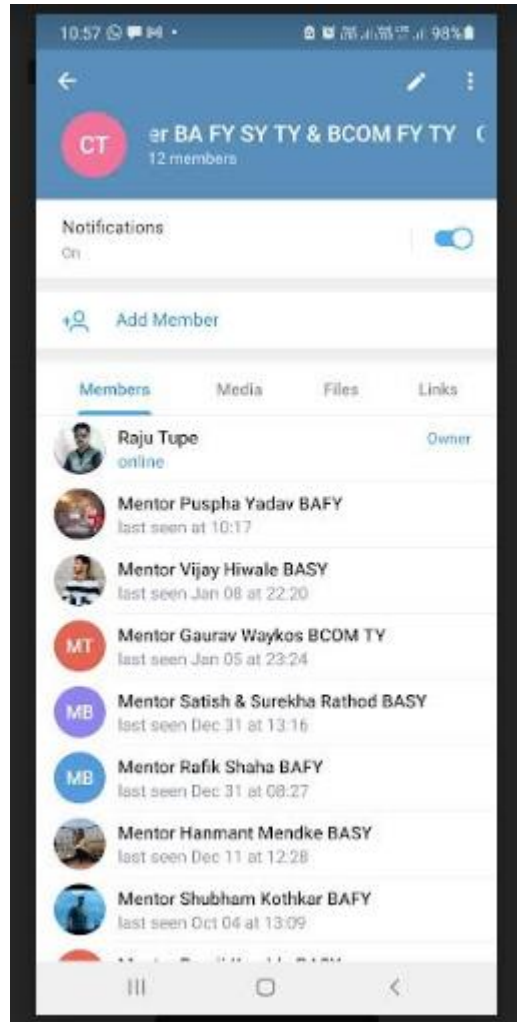 10:57
98%
CT
er BA FY SY TY & BCOM FY TY
12 members
Notifications
On
Add Member
Members Media Files Links
Raju Tupe Owner
online
Mentor Puspha Yadav BAFY
last seen at 10:17
Mentor Vijay Hiwale BASY
last seen Jan 08 at 22:20
MT
Mentor Gaurav Waykos BCOM TY
last seen Jan 05 at 23:24
MB
Mentor Satish & Surekha Rathod BASY
last seen Dec 31 at 13:16
MB
Mentor Rafik Shaha BAFY
last seen Dec 31 at 08:27
Mentor Hanmant Mendke BASY
last seen Dec 11 at 12:28
Mentor Shubham Kothkar BAFY
last seen Oct 04 at 13:09